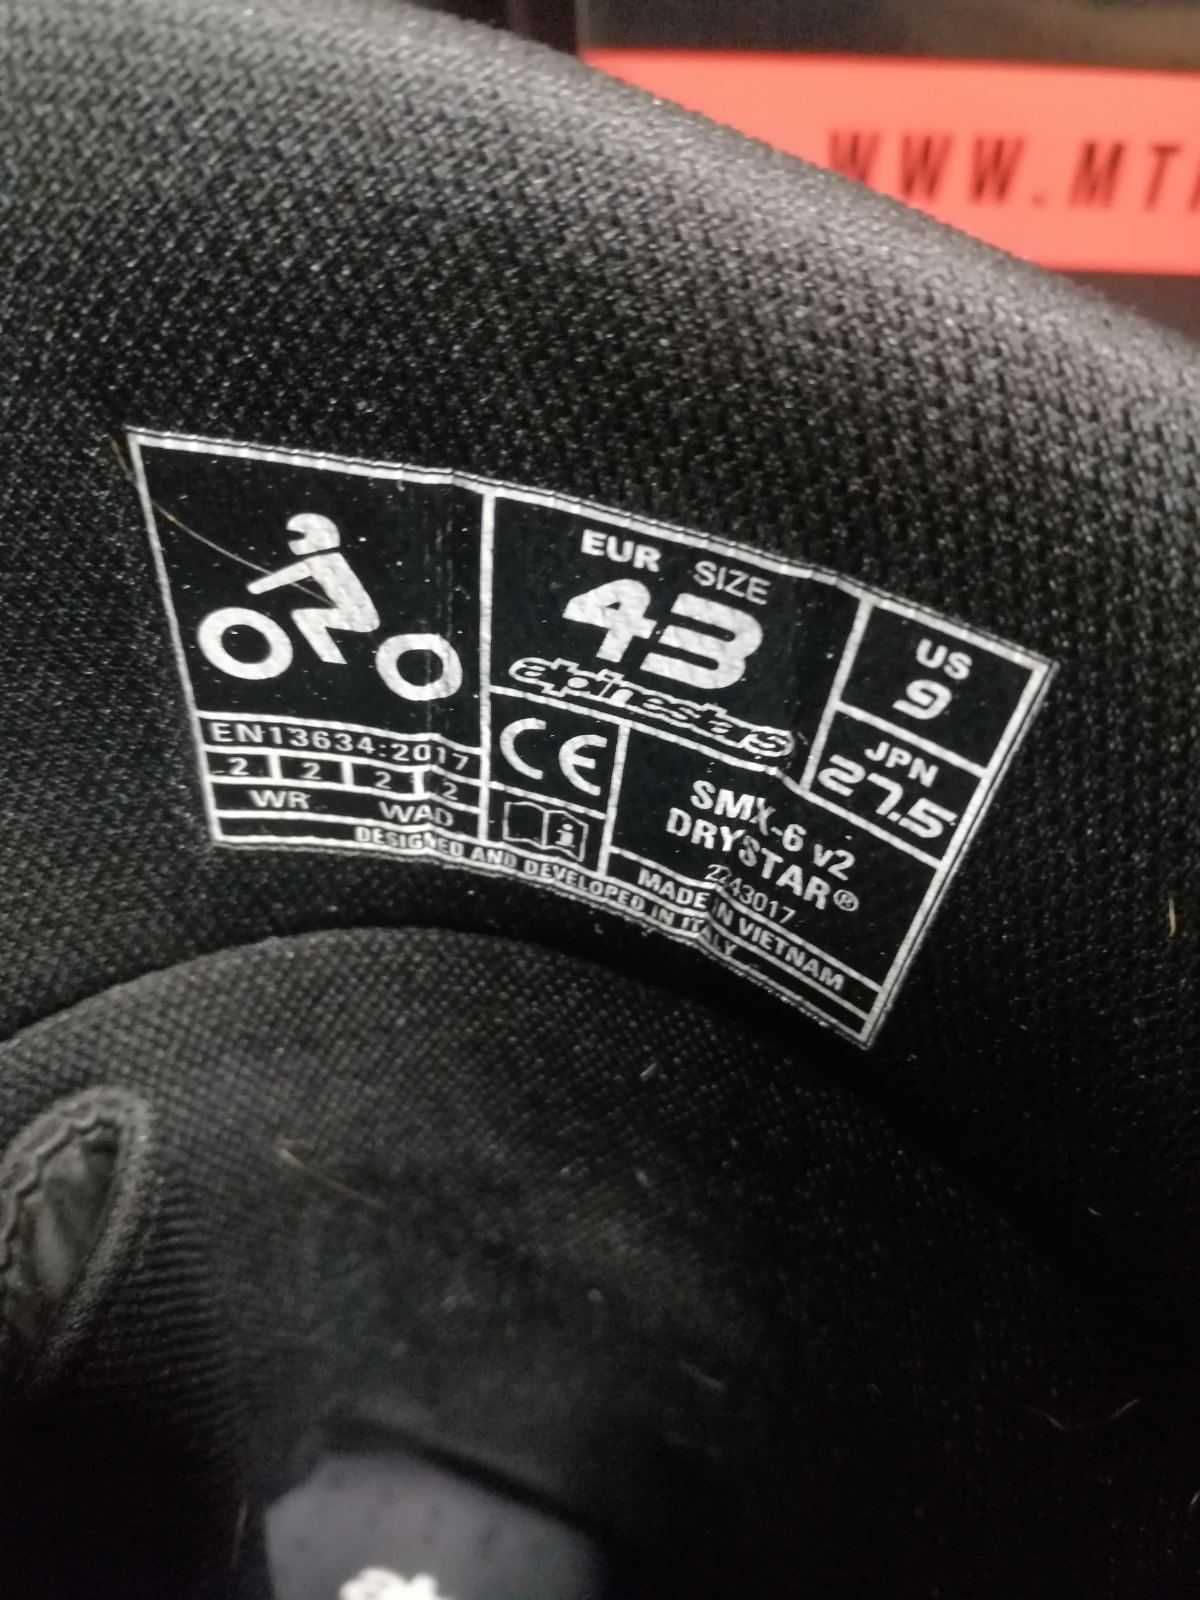 WWW.MT
EUR SIZE
43
alpinestars
US
9
JPN
27.5
EN13634:2017
2 2 2 2
WR WAD
CE
i
SMX-6 v2
DRYSTAR®
2243017
MADE IN VIETNAM
DESIGNED AND DEVELOPED IN ITALY